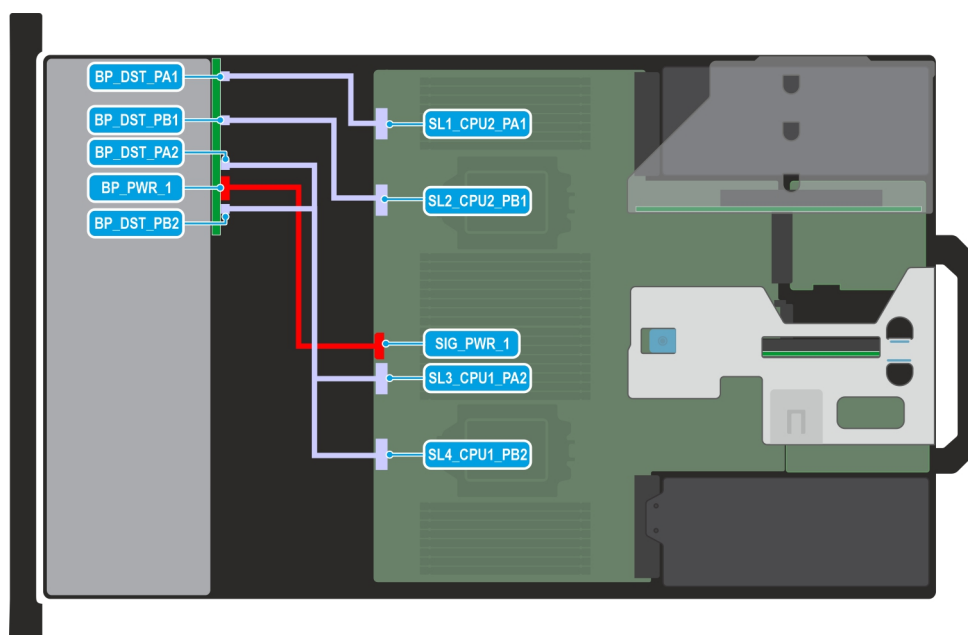 BP_DST_PA1
BP_DST_PB1
BP_DST_PA2
BP_PWR_1
BP_DST_PB2
SL1_CPU2_PA1
SL2_CPU2_PB1
SIG_PWR_1
SL3_CPU1_PA2
SL4_CPU1_PB2